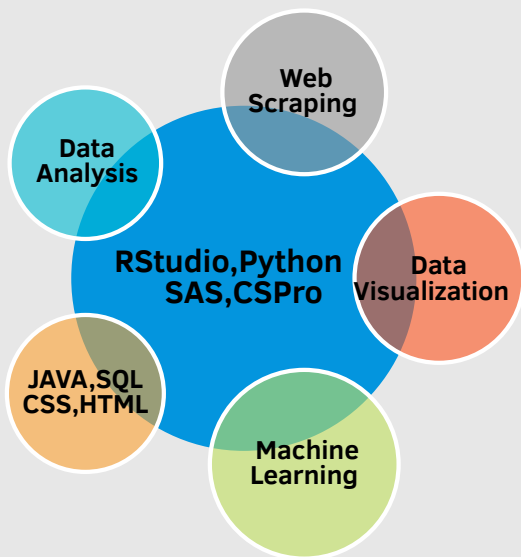 Web
Scraping
Data
Analysis
RStudio,Python
SAS,CSPro
Data
Visualization
JAVA,SQL
CSS,HTML
Machine
Learning